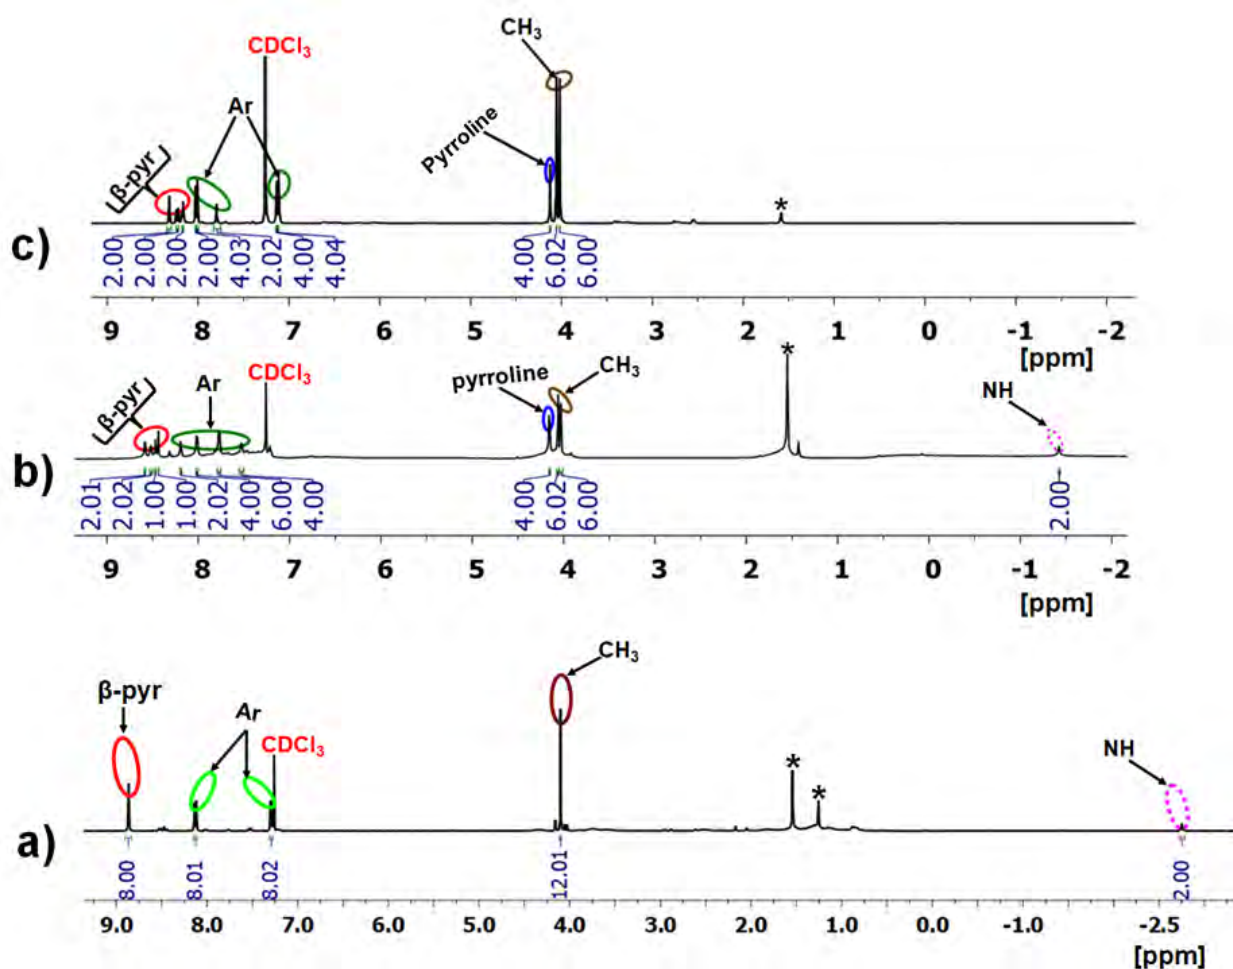 CH₃
CDCl₃
Ar
Pyrroline
β-pyr
*
c)
2.00 2.00 2.00 2.00 4.03 2.02 4.00 4.04 4.00 6.02 6.00
9 8 7 6 5 4 3 2 1 0 -1 -2
[ppm]
*
CDCl₃
Ar
pyrroline
CH₃
β-pyr
NH
b)
2.01 2.02 1.00 1.00 2.02 4.00 6.00 4.00 4.00 6.02 6.00 2.00
9 8 7 6 5 4 3 2 1 0 -1 -2
[ppm]
CH₃
β-pyr
Ar
CDCl₃
NH
*
*
a)
8.00 8.01 8.02 12.01 2.00
9.0 8.0 7.0 6.0 5.0 4.0 3.0 2.0 1.0 0.0 -1.0 -2.5
[ppm]